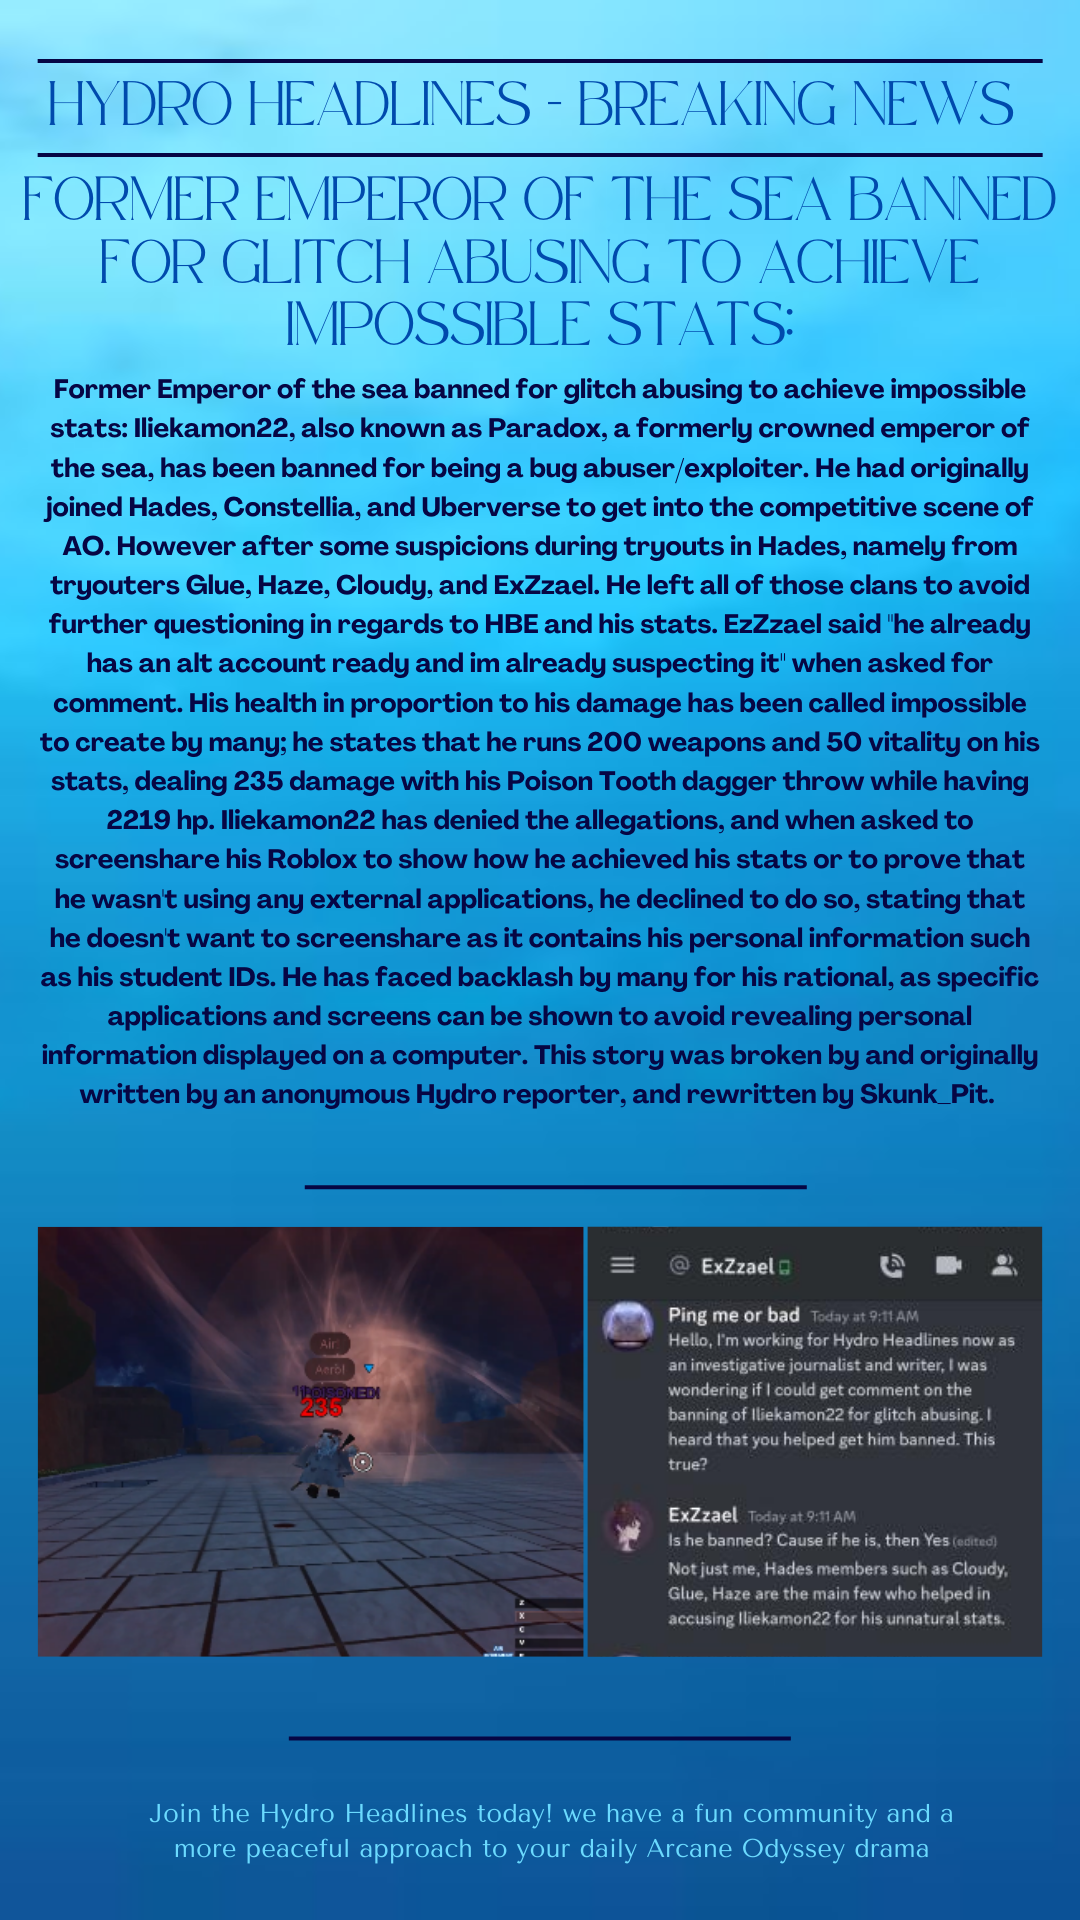 HYDRO HEADLINES - BREAKING NEWS
FORMER EMPEROR OF THE SEA BANNED
FOR GLITCH ABUSING TO ACHIEVE
IMPOSSIBLE STATS:
Former Emperor of the sea banned for glitch abusing to achieve impossible
stats: Iliekamon22, also known as Paradox, a formerly crowned emperor of
the sea, has been banned for being a bug abuser/exploiter. He had originally
joined Hades, Constellia, and Uberverse to get into the competitive scene of
AO. However after some suspicions during tryouts in Hades, namely from
tryouters Glue, Haze, Cloudy, and ExZzael. He left all of those clans to avoid
further questioning in regards to HBE and his stats. EzZzael said "he already
has an alt account ready and im already suspecting it" when asked for
comment. His health in proportion to his damage has been called impossible
to create by many; he states that he runs 200 weapons and 50 vitality on his
stats, dealing 235 damage with his Poison Tooth dagger throw while having
2219 hp. Iliekamon22 has denied the allegations, and when asked to
screenshare his Roblox to show how he achieved his stats or to prove that
he wasn't using any external applications, he declined to do so, stating that
he doesn't want to screenshare as it contains his personal information such
as his student IDs. He has faced backlash by many for his rational, as specific
applications and screens can be shown to avoid revealing personal
information displayed on a computer. This story was broken by and originally
written by an anonymous Hydro reporter, and rewritten by Skunk_Pit.
Air!
Aerbl
235
Z
X
C
V
@ ExZzael
Ping me or bad Today at 9:11 AM
Hello, I'm working for Hydro Headlines now as
an investigative journalist and writer, I was
wondering if I could get comment on the
banning of Iliekamon22 for glitch abusing. I
heard that you helped get him banned. This
true?
ExZzael Today at 9:11 AM
Is he banned? Cause if he is, then Yes (edited)
Not just me, Hades members such as Cloudy,
Glue, Haze are the main few who helped in
accusing Iliekamon22 for his unnatural stats.
Join the Hydro Headlines today! we have a fun community and a
more peaceful approach to your daily Arcane Odyssey drama